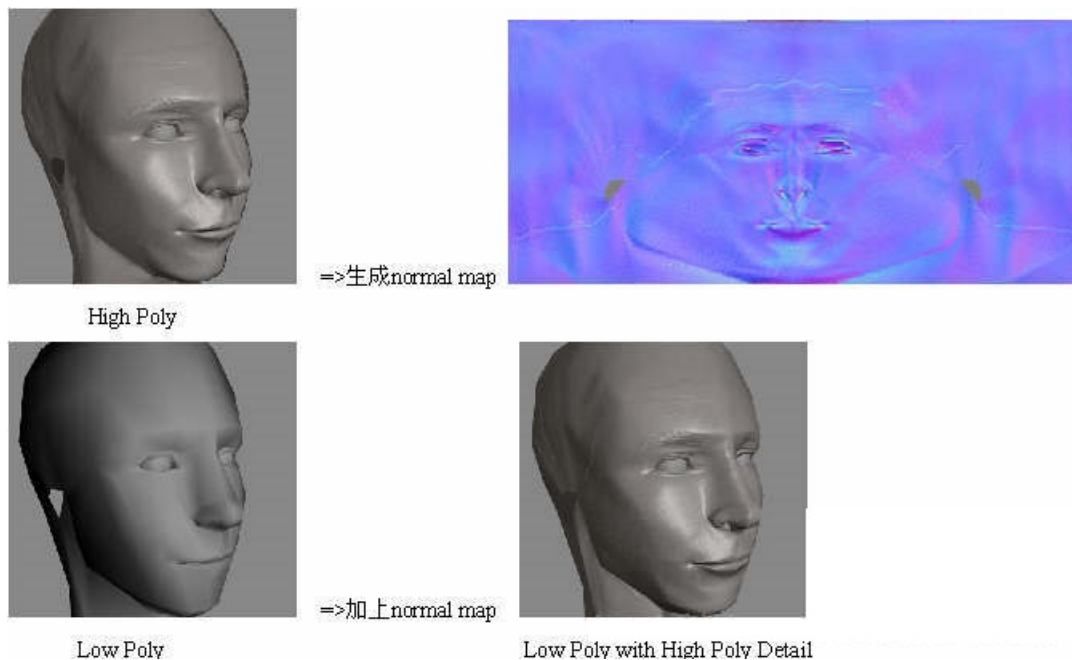 =>生成normal map
High Poly
=>加上normal map
Low Poly
Low Poly with High Poly Detail